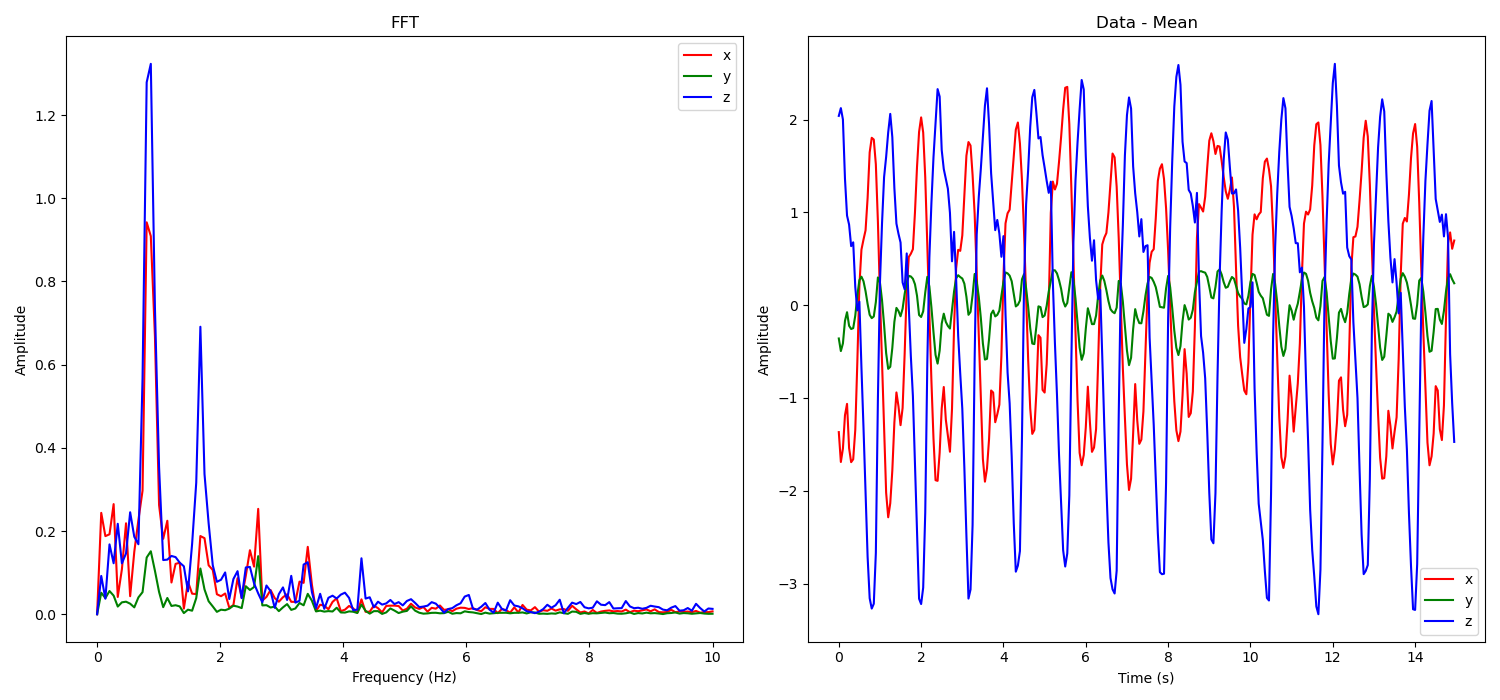 FFT
Amplitude
1.2
1.0
0.8
0.6
0.4
0.2
0.0
0 2 4 6 8 10
Frequency (Hz)
x
y
z
Data - Mean
Amplitude
2
1
0
−1
−2
−3
0 2 4 6 8 10 12 14
Time (s)
x
y
z